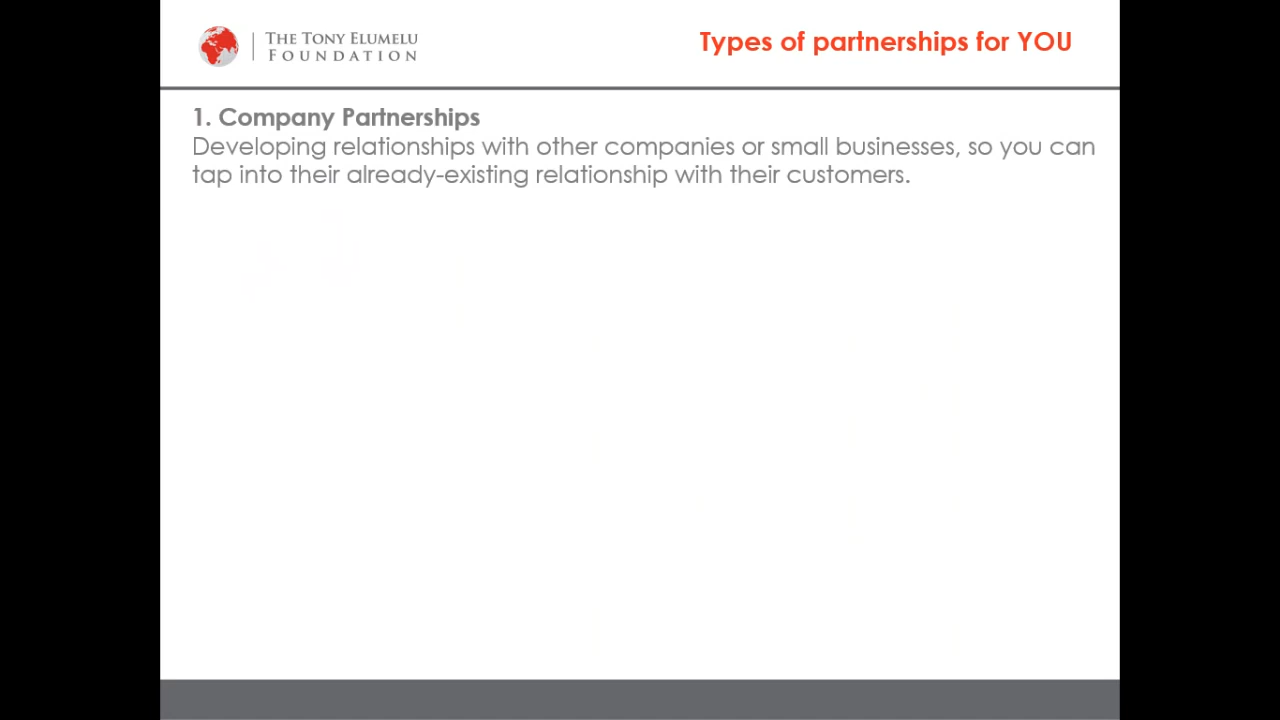 THE TONY ELUMELU
FOUNDATION
Types of partnerships for YOU
1. Company Partnerships
Developing relationships with other companies or small businesses, so you can
tap into their already-existing relationship with their customers.